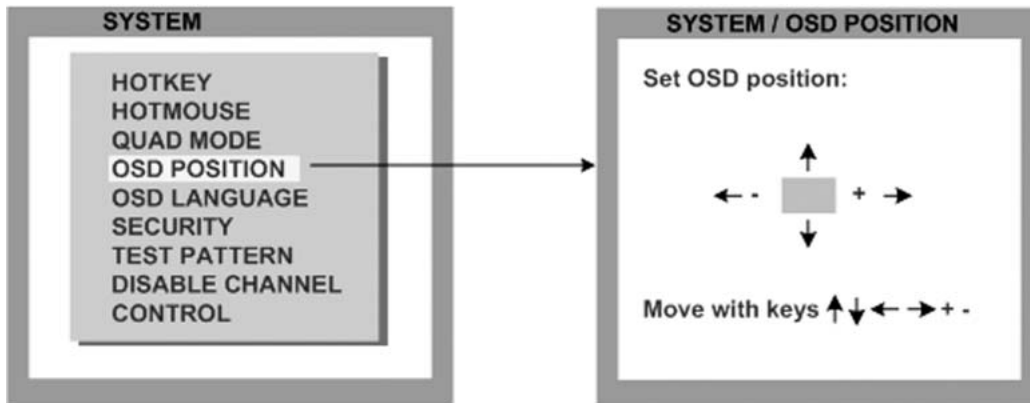 SYSTEM
HOTKEY
HOTMOUSE
QUAD MODE
OSD POSITION
OSD LANGUAGE
SECURITY
TEST PATTERN
DISABLE CHANNEL
CONTROL
SYSTEM / OSD POSITION
Set OSD position:
↑
← - + →
↓
Move with keys ↑↓←→+ -